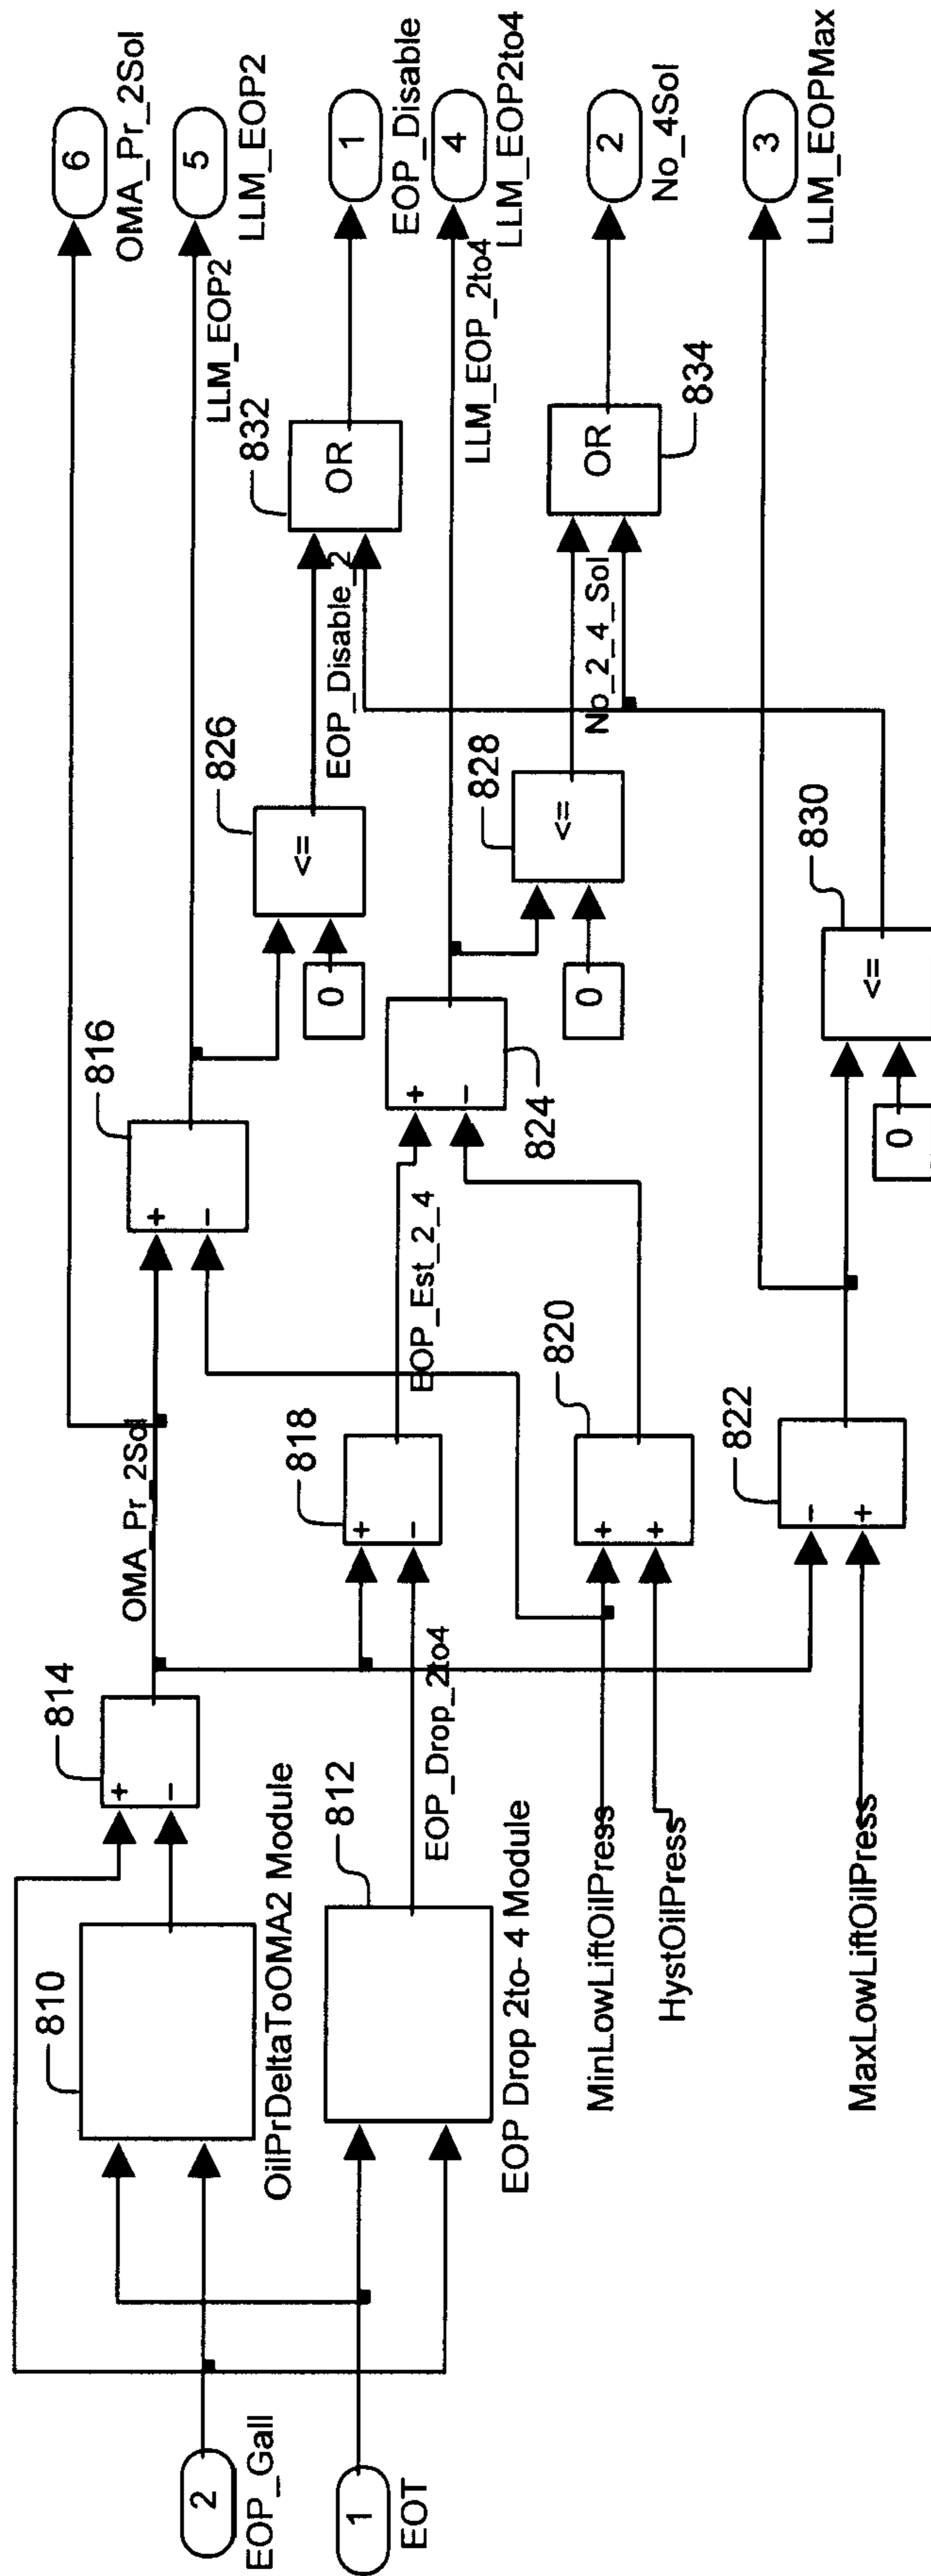 2
EOP_Gall
1
EOT
810
OilPrDeltaToOMA2 Module
812
EOP Drop 2to- 4 Module
814
+
-
OMA_Pr_2Sol
EOP_Drop_2to4
MinLowLiftOilPress
HystOilPress
MaxLowLiftOilPress
816
+
-
818
+
-
EOP_Est_2_4
820
+
+
822
-
+
824
+
-
826
<=
0
EOP_Disable_2
828
<=
0
No_2_4_Sol
830
<=
0
832
OR
834
OR
LLM_EOP2
LLM_EOP_2to4
6
OMA_Pr_2Sol
5
LLM_EOP2
1
EOP_Disable
4
LLM_EOP2to4
2
No_4Sol
3
LLM_EOPMax